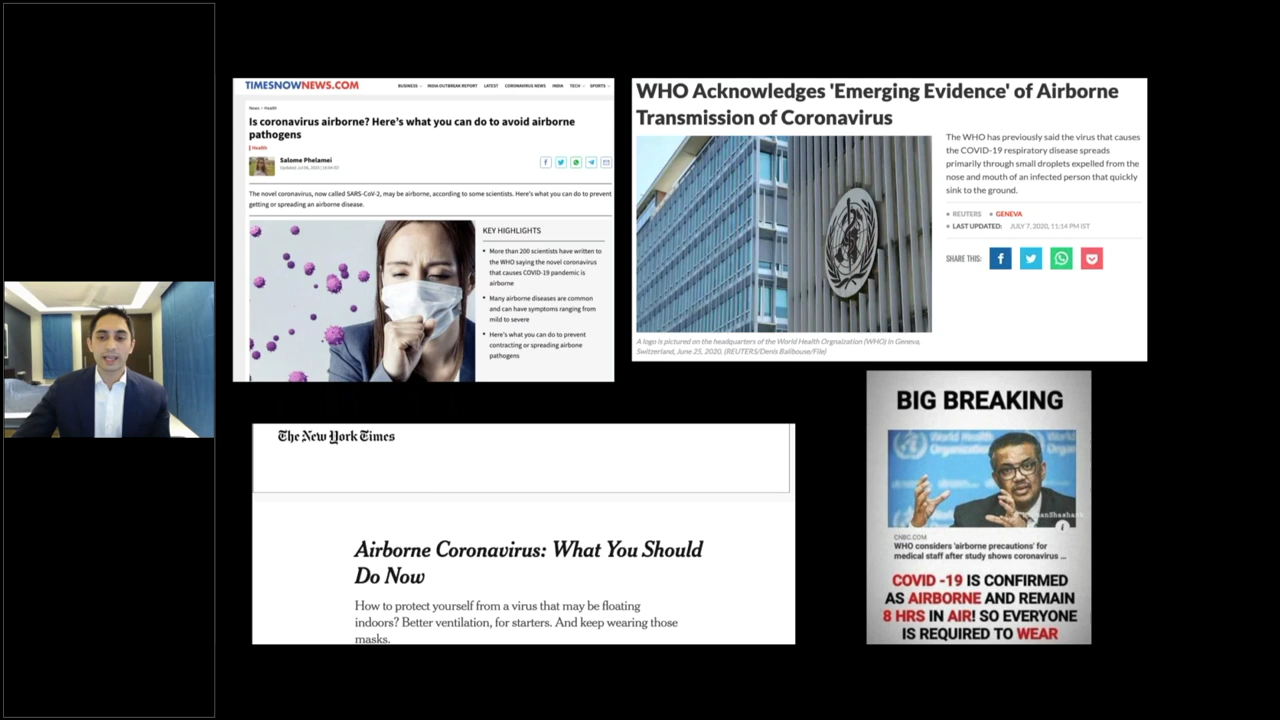 TIMESNOWNEWS.COM
BUSINESS INDIA OUTBREAK REPORT LATEST CORONAVIRUS NEWS INDIA TECH SPORTS
News > Health
Is coronavirus airborne? Here's what you can do to avoid airborne
pathogens
Health
Salome Phelamei
The novel coronavirus, now called SARS-CoV-2, may be airborne, according to some scientists. Here's what you can do to prevent
getting or spreading an airborne disease.
KEY HIGHLIGHTS
• More than 200 scientists have written to
the WHO saying the novel coronavirus
that causes COVID-19 pandemic is
airborne
• Many airborne diseases are common
and can have symptoms ranging from
mild to severe
• Here's what you can do to prevent
contracting or spreading airbone
pathogens
WHO Acknowledges 'Emerging Evidence' of Airborne
Transmission of Coronavirus
The WHO has previously said the virus that causes
the COVID-19 respiratory disease spreads
primarily through small droplets expelled from the
nose and mouth of an infected person that quickly
sink to the ground.
• REUTERS • GENEVA
• LAST UPDATED: JULY 7, 2020, 11:14 PM IST
SHARE THIS:
A logo is pictured on the headquarters of the World Health Orgnaization (WHO) in Geneva,
Switzerland, June 25, 2020. (REUTERS/Denis Balibouse/File)
The New York Times
Airborne Coronavirus: What You Should
Do Now
How to protect yourself from a virus that may be floating
indoors? Better ventilation, for starters. And keep wearing those
masks.
BIG BREAKING
World Health
Organization
CNBC.COM
WHO considers 'airborne precautions' for
medical staff after study shows coronavirus ...
COVID -19 IS CONFIRMED
AS AIRBORNE AND REMAIN
8 HRS IN AIR! SO EVERYONE
IS REQUIRED TO WEAR